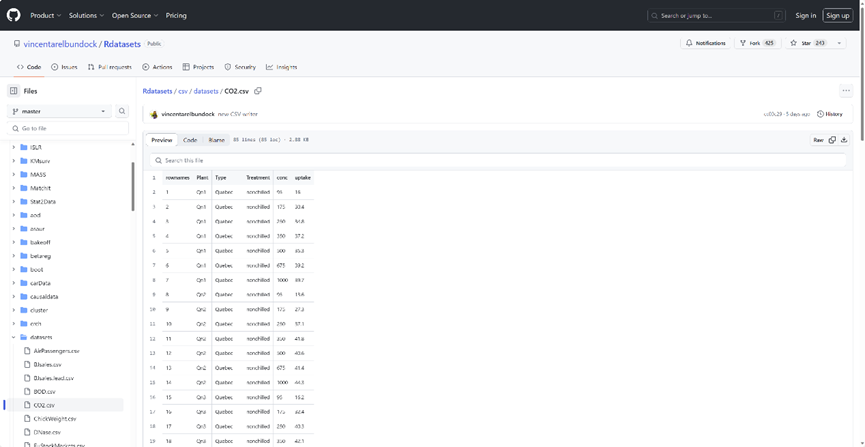 Product Solutions Open Source Pricing
Search or jump to... /
Sign in Sign up
vincentarelbundock / Rdatasets Public
Notifications Fork 425 Star 243
Code Issues Pull requests Actions Projects Security Insights
Files
master
Go to file
ISLR
KMsurv
MASS
MatchIt
Stat2Data
aod
asaur
bakeoff
betareg
boot
carData
causaldata
cluster
crch
datasets
AirPassengers.csv
BJsales.csv
BJsales.lead.csv
BOD.csv
CO2.csv
ChickWeight.csv
DNase.csv
EuStockMarkets.csv
Rdatasets / csv / datasets / CO2.csv
vincentarelbundock new CSV writer
5 days ago History
Preview Code Blame 85 lines (85 loc)
Raw
Search this file
1 rownames Plant Type Treatment conc uptake
2 1 Qn1 Quebec nonchilled 95 16
3 2 Qn1 Quebec nonchilled 175 30.4
4 3 Qn1 Quebec nonchilled 250 34.8
5 4 Qn1 Quebec nonchilled 350 37.2
6 5 Qn1 Quebec nonchilled 500 35.3
7 6 Qn1 Quebec nonchilled 675 39.2
8 7 Qn1 Quebec nonchilled 1000 39.7
9 8 Qn2 Quebec nonchilled 95 13.6
10 9 Qn2 Quebec nonchilled 175 27.3
11 10 Qn2 Quebec nonchilled 250 37.1
12 11 Qn2 Quebec nonchilled 350 41.8
13 12 Qn2 Quebec nonchilled 500 40.6
14 13 Qn2 Quebec nonchilled 675 41.4
15 14 Qn2 Quebec nonchilled 1000 44.3
16 15 Qn3 Quebec nonchilled 95 16.2
17 16 Qn3 Quebec nonchilled 175 32.4
18 17 Qn3 Quebec nonchilled 250 40.3
19 18 Qn3 Quebec nonchilled 350 42.1